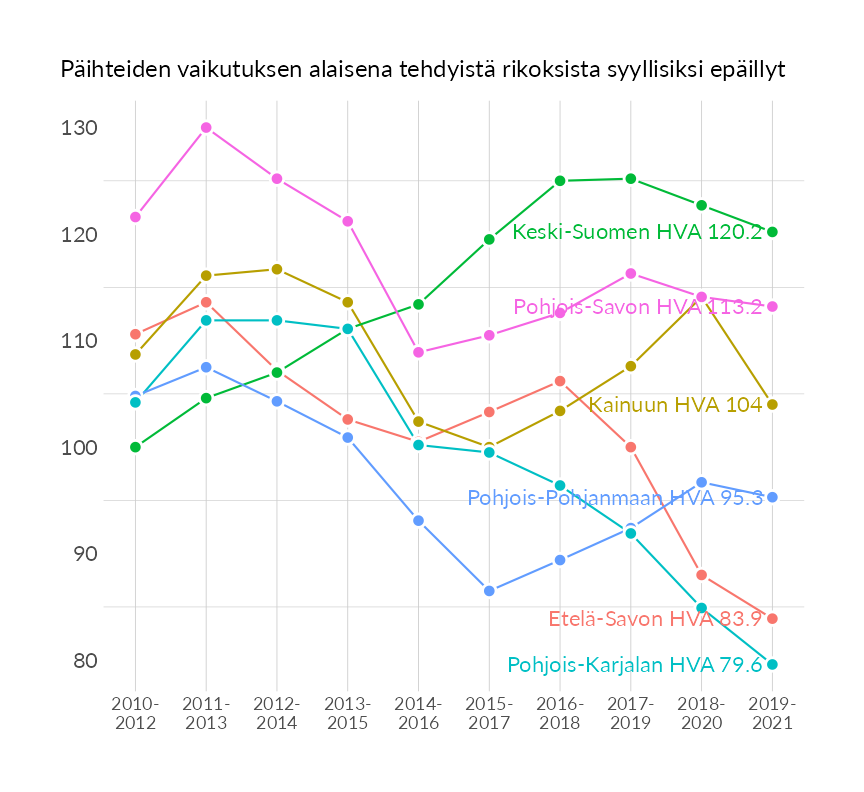 Päihteiden vaikutuksen alaisena tehdyistä rikoksista syyllisiksi epäillyt
130
120
110
100
90
80
Keski-Suomen HVA 120.2
Pohjois-Savon HVA 113.2
Kainuun HVA 104
Pohjois-Pohjanmaan HVA 95.3
Etelä-Savon HVA 83.9
Pohjois-Karjalan HVA 79.6
2010- 2011- 2012- 2013- 2014- 2015- 2016- 2017- 2018- 2019-
2012 2013 2014 2015 2016 2017 2018 2019 2020 2021